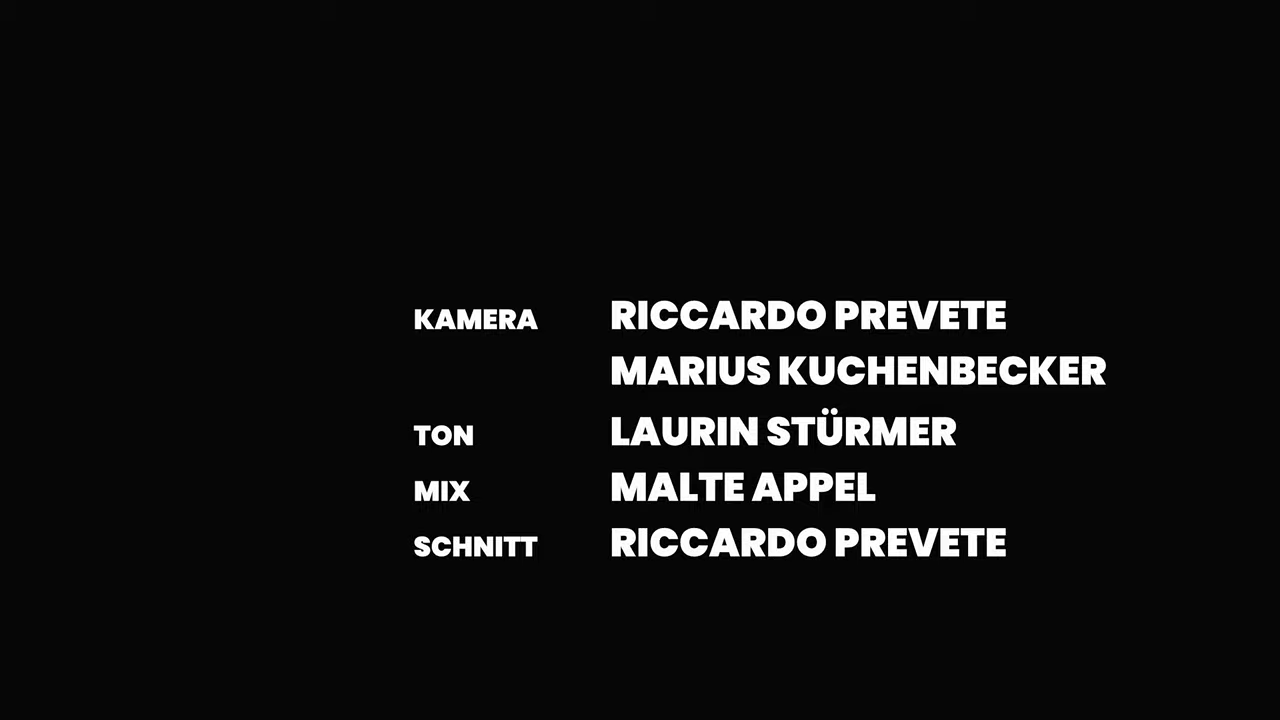 KAMERA RICCARDO PREVETE
MARIUS KUCHENBECKER
TON LAURIN STÜRMER
MIX MALTE APPEL
SCHNITT RICCARDO PREVETE